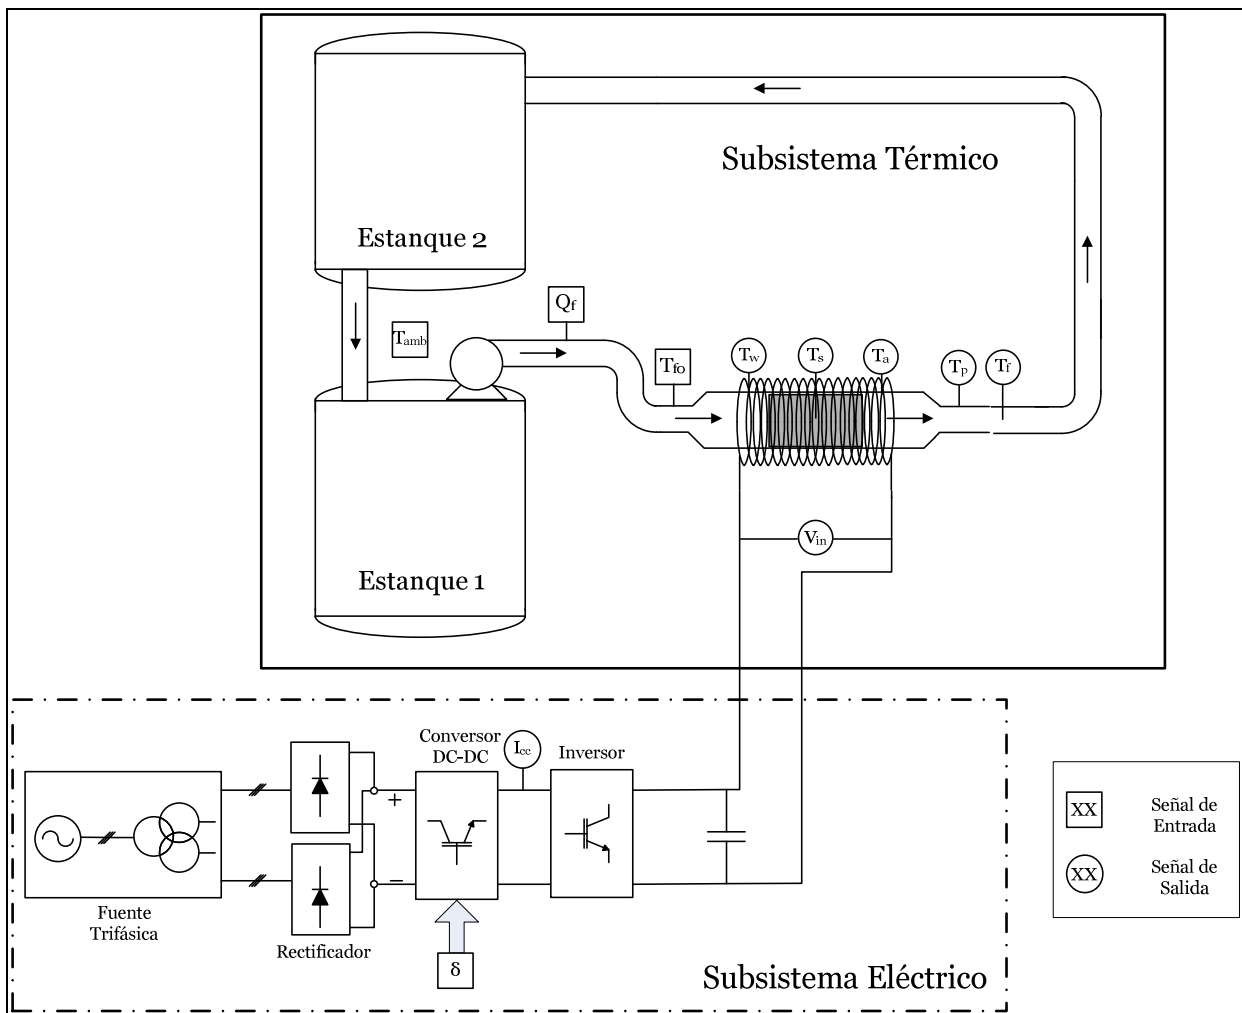 Subsistema Térmico
Estanque 2
Qf
Tamb
Tfo
Tw
Ts
Ta
Tp
Tf
Vin
Estanque 1
Conversor
DC-DC
Icc
Inversor
+
−
Fuente
Trifásica
Rectificador
δ
Subsistema Eléctrico
XX
Señal de
Entrada
XX
Señal de
Salida